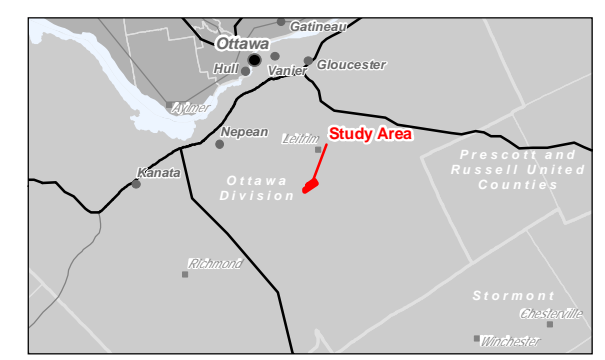 Gatineau
Ottawa
Hull
Vanier
Gloucester
Aylmer
Nepean
Leitrim
Study Area
Prescott and
Russell United
Counties
Kanata
Ottawa
Division
Richmond
Stormont
Chesterville
Winchester